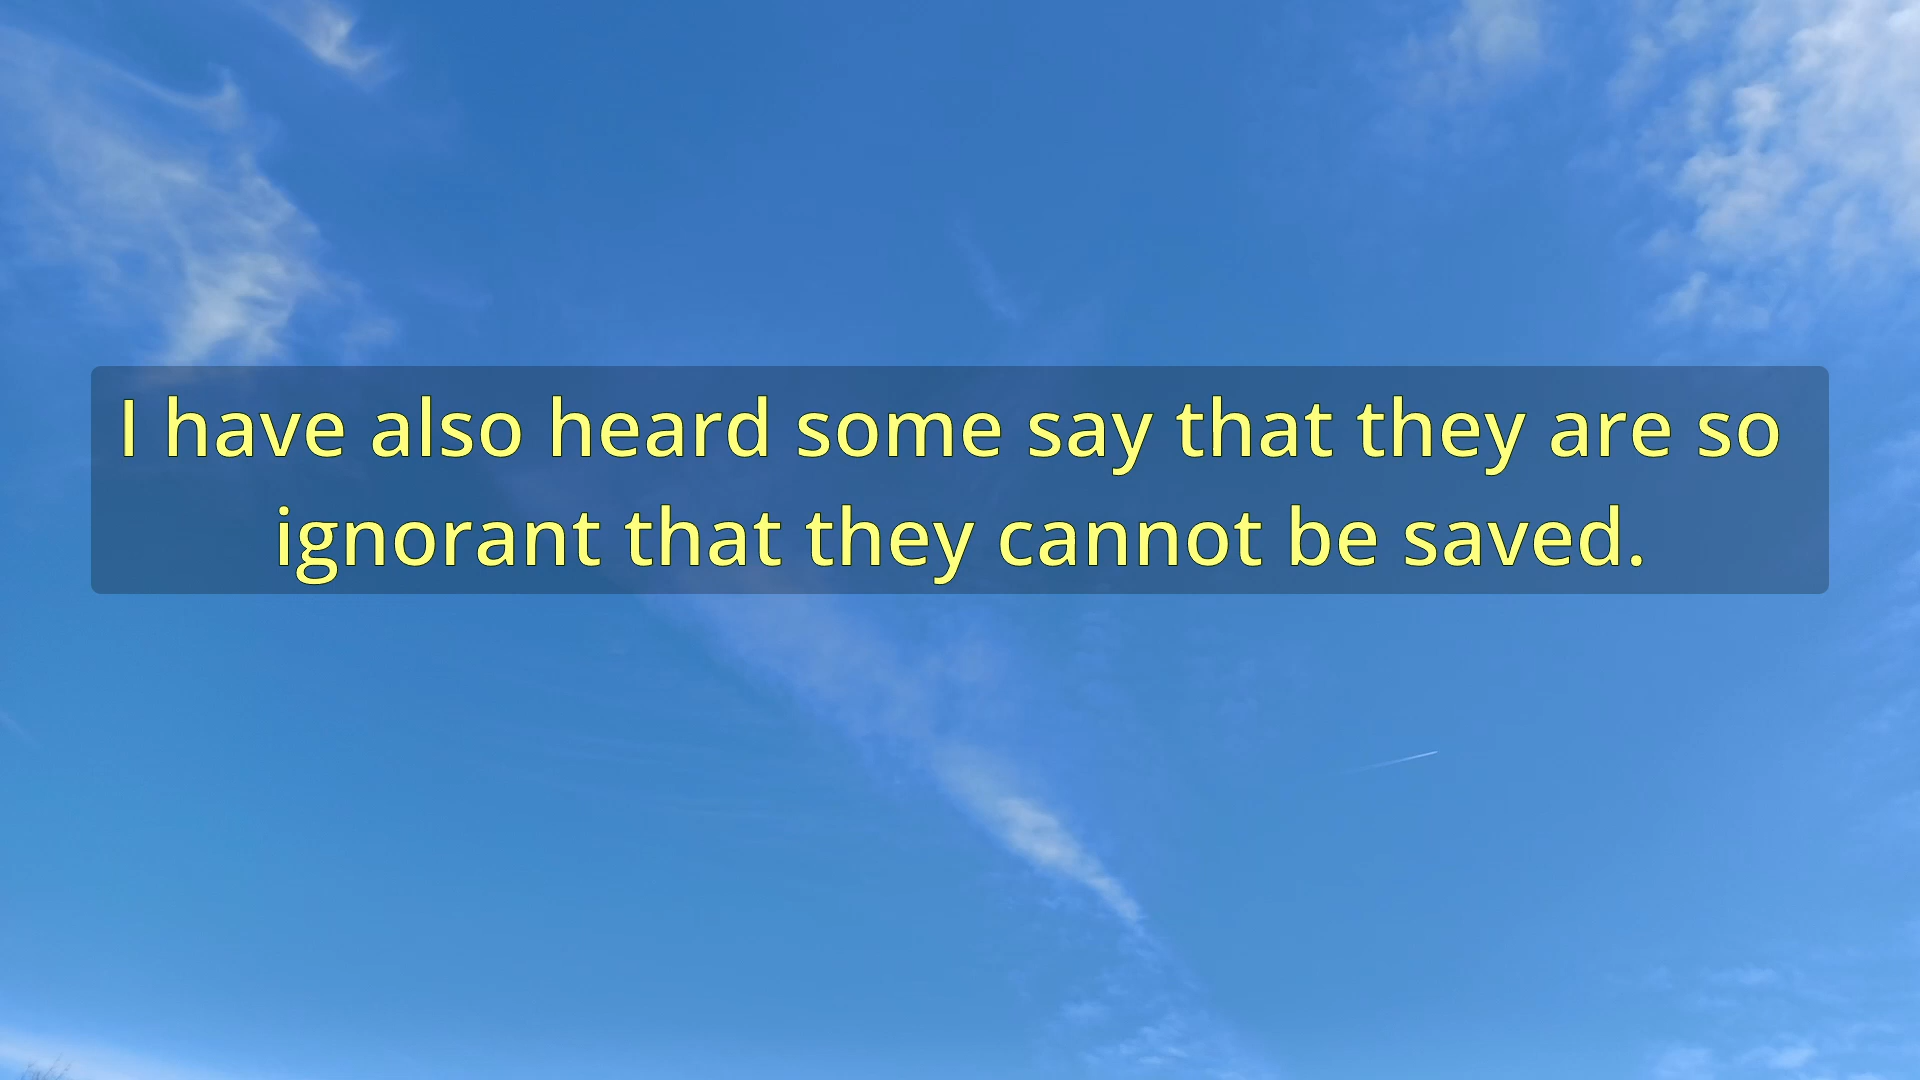 I have also heard some say that they are so
ignorant that they cannot be saved.